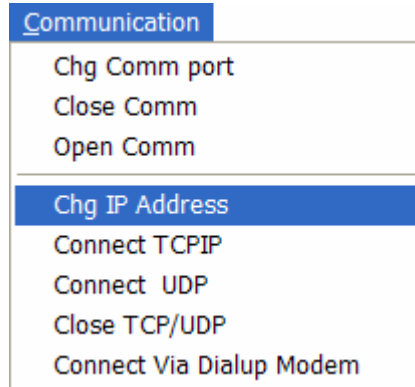 Communication
Chg Comm port
Close Comm
Open Comm
Chg IP Address
Connect TCPIP
Connect UDP
Close TCP/UDP
Connect Via Dialup Modem